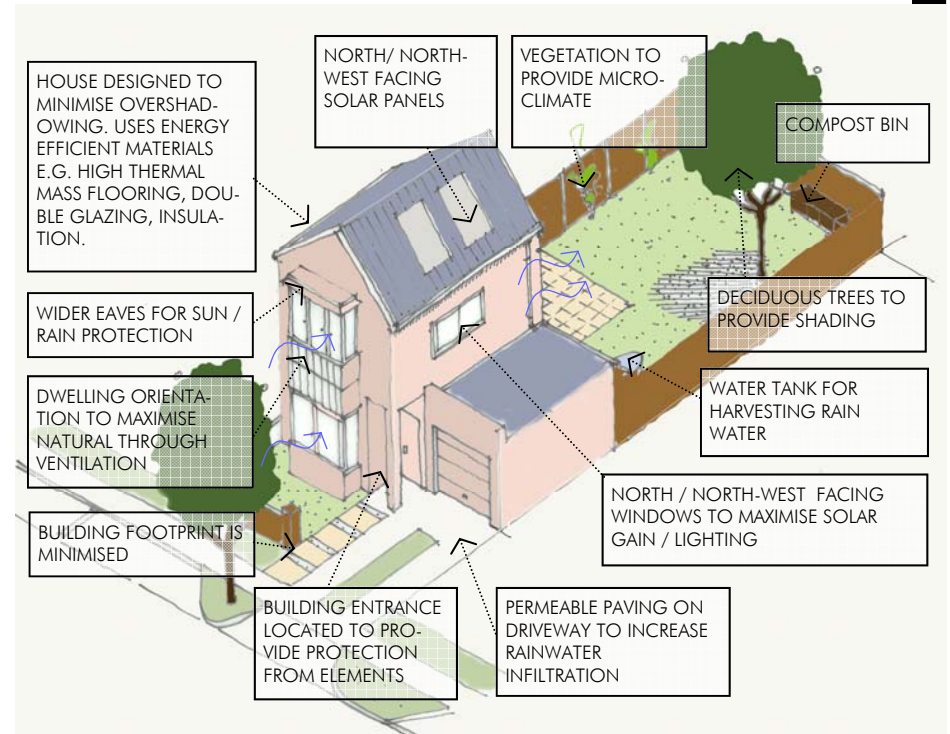 HOUSE DESIGNED TO
MINIMISE OVERSHAD-
OWING. USES ENERGY
EFFICIENT MATERIALS
E.G. HIGH THERMAL
MASS FLOORING, DOU-
BLE GLAZING, INSULA-
TION.
NORTH/ NORTH-
WEST FACING
SOLAR PANELS
VEGETATION TO
PROVIDE MICRO-
CLIMATE
COMPOST BIN
WIDER EAVES FOR SUN /
RAIN PROTECTION
DECIDUOUS TREES TO
PROVIDE SHADING
DWELLING ORIENTA-
TION TO MAXIMISE
NATURAL THROUGH
VENTILATION
WATER TANK FOR
HARVESTING RAIN
WATER
NORTH / NORTH-WEST FACING
WINDOWS TO MAXIMISE SOLAR
GAIN / LIGHTING
BUILDING FOOTPRINT IS
MINIMISED
BUILDING ENTRANCE
LOCATED TO PRO-
VIDE PROTECTION
FROM ELEMENTS
PERMEABLE PAVING ON
DRIVEWAY TO INCREASE
RAINWATER
INFILTRATION